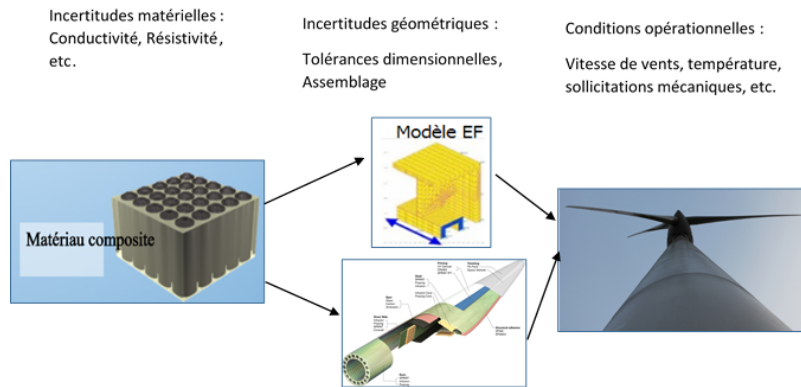 Incertitudes matérielles :
Conductivité, Résistivité,
etc.
Incertitudes géométriques :
Tolérances dimensionnelles,
Assemblage
Conditions opérationnelles :
Vitesse de vents, température,
sollicitations mécaniques, etc.
Modèle EF
Matériau composite